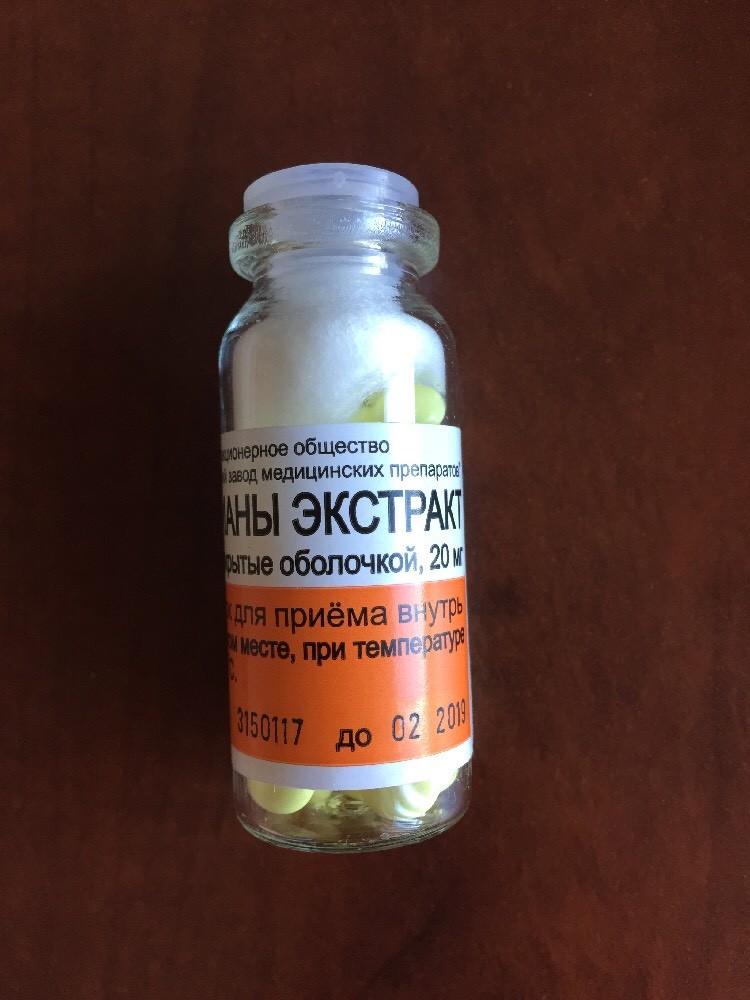 ционерное общество
й завод медицинских препаратов"
АНЫ ЭКСТРАКТ
рытые оболочкой, 20 мг
к для приёма внутрь
ом месте, при температуре
С.
3150117 до 02 2019